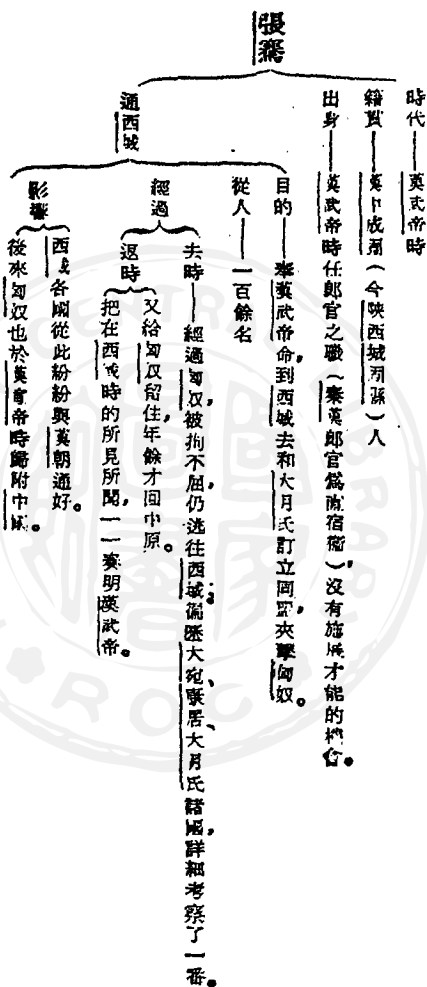 張騫
時代——漢武帝時
籍貫——漢中成固(今陝西城固縣)人
出身——漢武帝時任郎官之職(秦漢郎官爲宿衛)沒有施展才能的機會。
通西域
目的——奉漢武帝命,到西域去和大月氏訂立同盟,夾擊匈奴。
從人——一百餘名
經過
去時——經過匈奴,被拘不屈,仍逃往西域,徧歷大宛、康居、大月氏諸國,詳細考察了一番。
返時
又給匈奴留住年餘才回中原。
把在西域時的所見所聞,一一奏明漢武帝。
影響
西域各國從此紛紛與漢朝通好。
後來匈奴也於漢宣帝時歸附中國。
CENTRAL LIBRARY
R.O.C